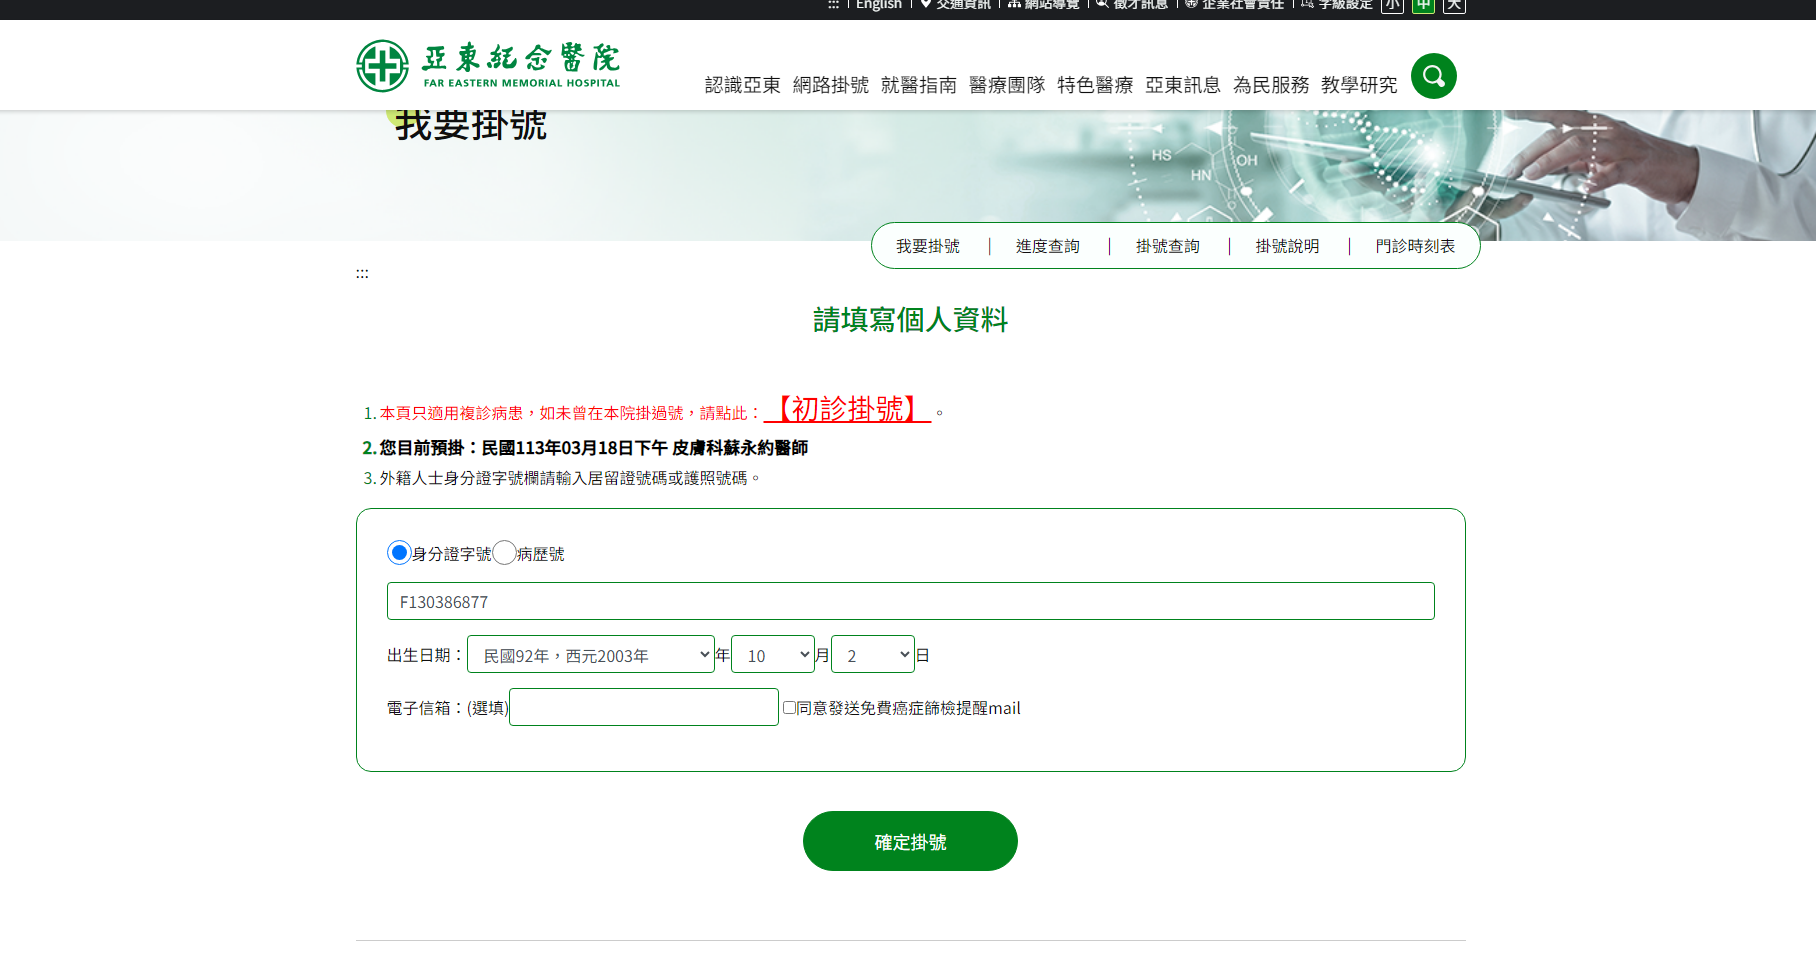 ::: | English | 交通資訊 | 網站導覽 | 徵才訊息 | 企業社會責任 | 字級設定 小 中 大
亞東紀念醫院
FAR EASTERN MEMORIAL HOSPITAL
認識亞東 網路掛號 就醫指南 醫療團隊 特色醫療 亞東訊息 為民服務 教學研究
我要掛號
HS
OH
HN
我要掛號 | 進度查詢 | 掛號查詢 | 掛號說明 | 門診時刻表
:::
請填寫個人資料
1. 本頁只適用複診病患，如未曾在本院掛過號，請點此：【初診掛號】。
2. 您目前預掛：民國113年03月18日下午 皮膚科蘇永約醫師
3. 外籍人士身分證字號欄請輸入居留證號碼或護照號碼。
身分證字號 病歷號
F130386877
出生日期： 民國92年，西元2003年 年 10 月 2 日
電子信箱：(選填) 同意發送免費癌症篩檢提醒mail
確定掛號